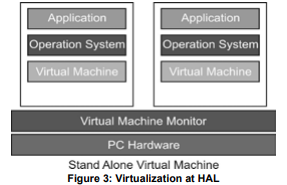 Application Application
Operation System Operation System
Virtual Machine Virtual Machine
Virtual Machine Monitor
PC Hardware
Stand Alone Virtual Machine
Figure 3: Virtualization at HAL